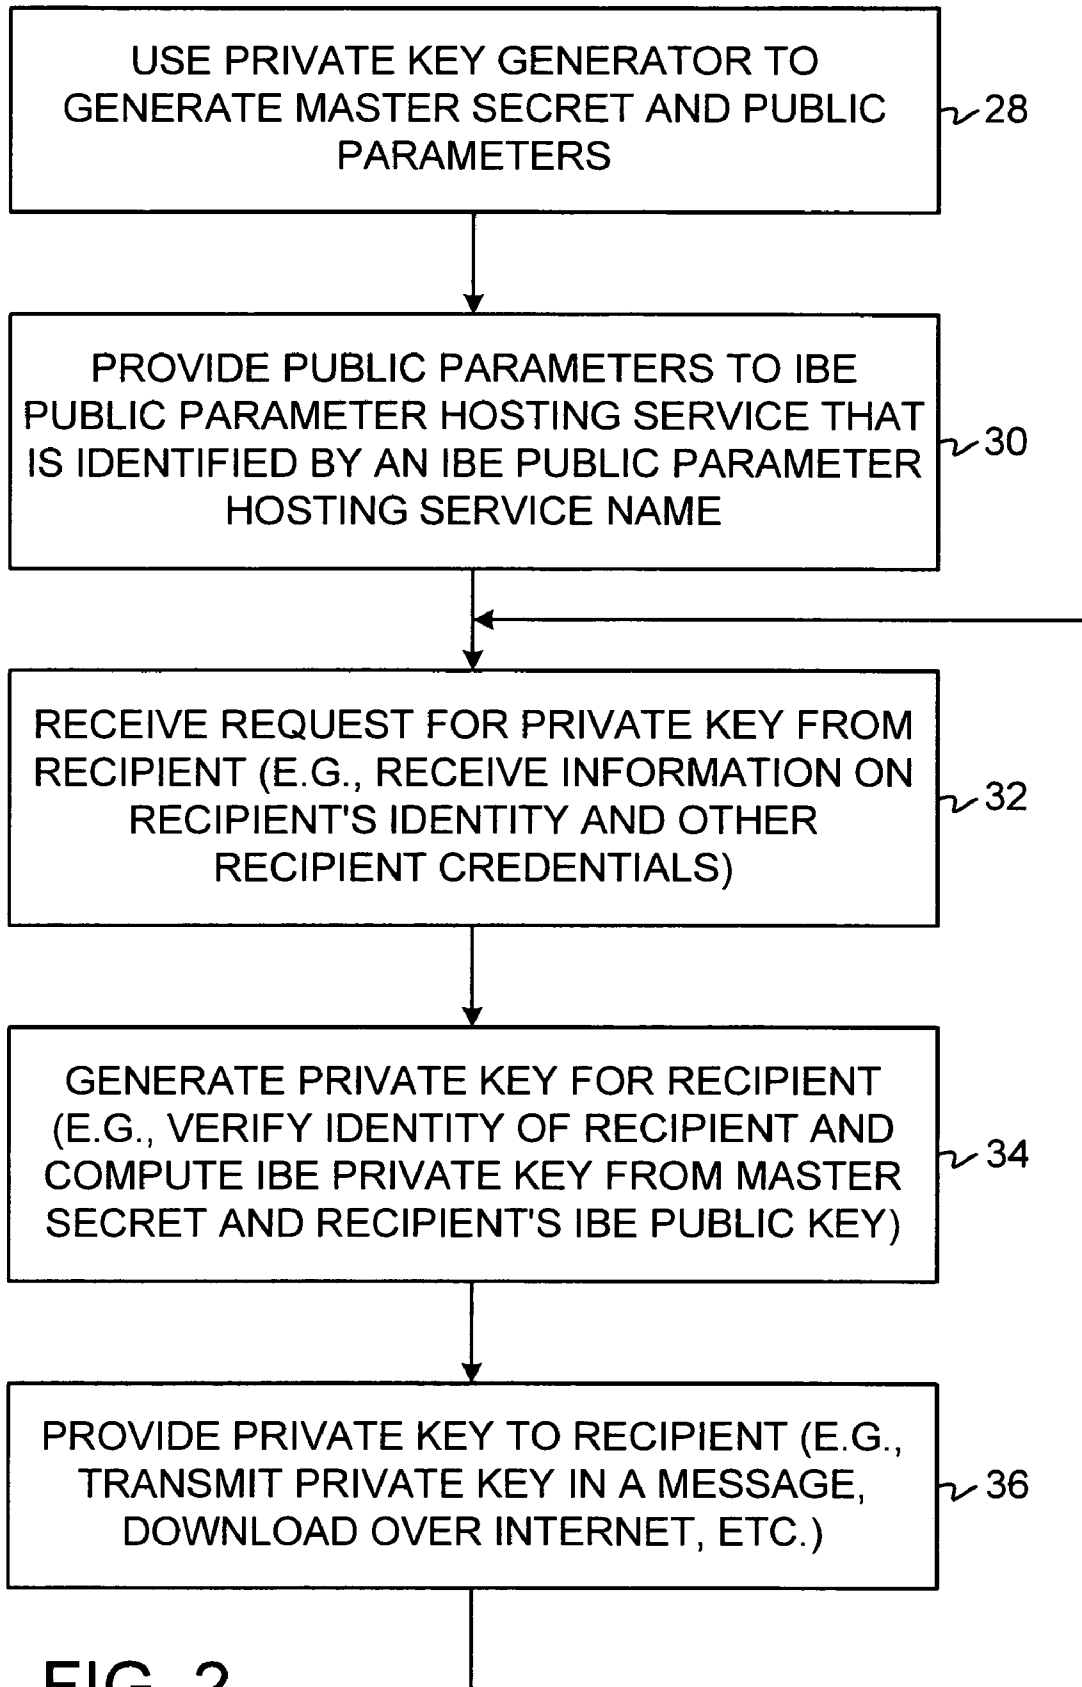 USE PRIVATE KEY GENERATOR TO
GENERATE MASTER SECRET AND PUBLIC
PARAMETERS
28
PROVIDE PUBLIC PARAMETERS TO IBE
PUBLIC PARAMETER HOSTING SERVICE THAT
IS IDENTIFIED BY AN IBE PUBLIC PARAMETER
HOSTING SERVICE NAME
30
RECEIVE REQUEST FOR PRIVATE KEY FROM
RECIPIENT (E.G., RECEIVE INFORMATION ON
RECIPIENT'S IDENTITY AND OTHER
RECIPIENT CREDENTIALS)
32
GENERATE PRIVATE KEY FOR RECIPIENT
(E.G., VERIFY IDENTITY OF RECIPIENT AND
COMPUTE IBE PRIVATE KEY FROM MASTER
SECRET AND RECIPIENT'S IBE PUBLIC KEY)
34
PROVIDE PRIVATE KEY TO RECIPIENT (E.G.,
TRANSMIT PRIVATE KEY IN A MESSAGE,
DOWNLOAD OVER INTERNET, ETC.)
36
FIG. 2